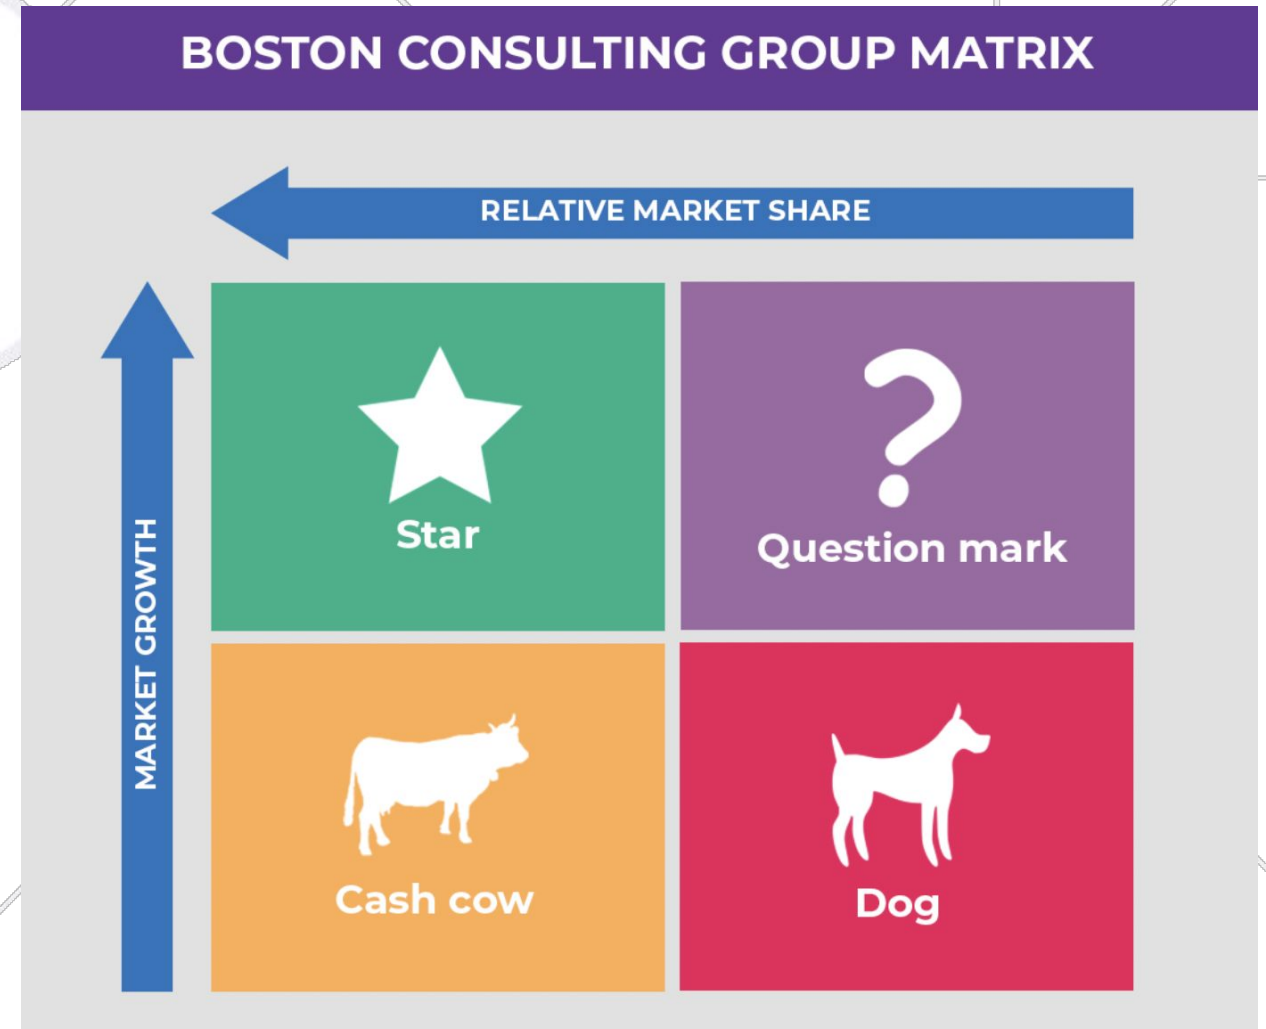 BOSTON CONSULTING GROUP MATRIX
RELATIVE MARKET SHARE
MARKET GROWTH
Star
?
Question mark
Cash cow
Dog